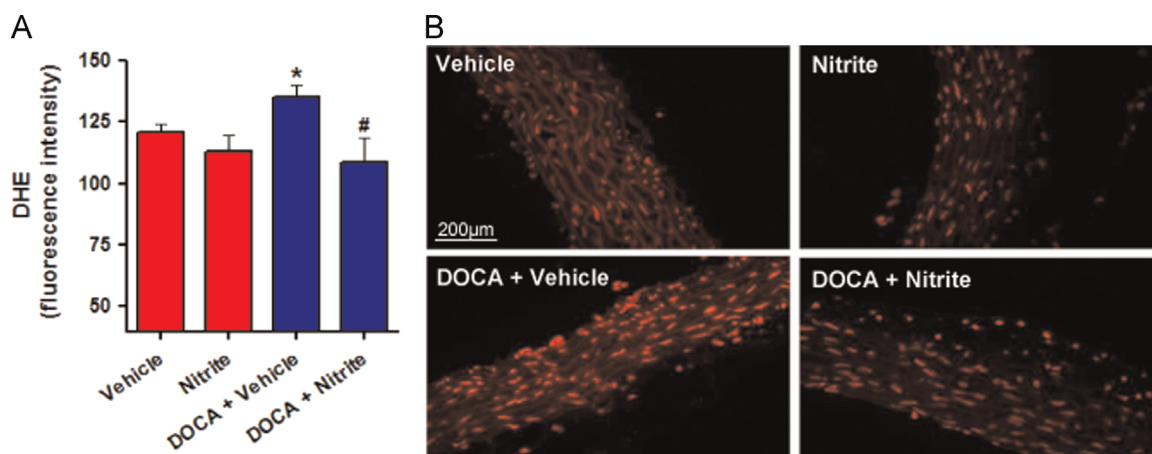 A
B
DHE
(fluorescence intensity)
150
125
100
75
50
*
#
Vehicle
Nitrite
DOCA + Vehicle
DOCA + Nitrite
Vehicle
200µm
Nitrite
DOCA + Vehicle
DOCA + Nitrite